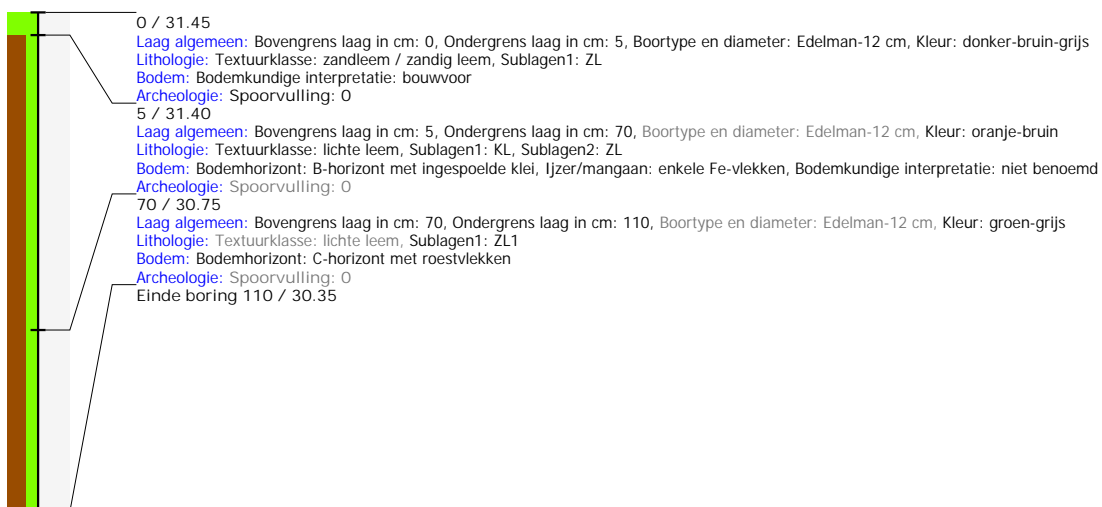 0 / 31.45
Laag algemeen: Bovengrens laag in cm: 0, Ondergrens laag in cm: 5, Boortype en diameter: Edelman-12 cm, Kleur: donker-bruin-grijs
Lithologie: Textuurklasse: zandleem / zandig leem, Sublagen1: ZL
Bodem: Bodemkundige interpretatie: bouwvoor
Archeologie: Spoorvulling: 0
5 / 31.40
Laag algemeen: Bovengrens laag in cm: 5, Ondergrens laag in cm: 70, Boortype en diameter: Edelman-12 cm, Kleur: oranje-bruin
Lithologie: Textuurklasse: lichte leem, Sublagen1: KL, Sublagen2: ZL
Bodem: Bodemhorizont: B-horizont met ingespoelde klei, Ijzer/mangaan: enkele Fe-vlekken, Bodemkundige interpretatie: niet benoemd
Archeologie: Spoorvulling: 0
70 / 30.75
Laag algemeen: Bovengrens laag in cm: 70, Ondergrens laag in cm: 110, Boortype en diameter: Edelman-12 cm, Kleur: groen-grijs
Lithologie: Textuurklasse: lichte leem, Sublagen1: ZL1
Bodem: Bodemhorizont: C-horizont met roestvlekken
Archeologie: Spoorvulling: 0
Einde boring 110 / 30.35